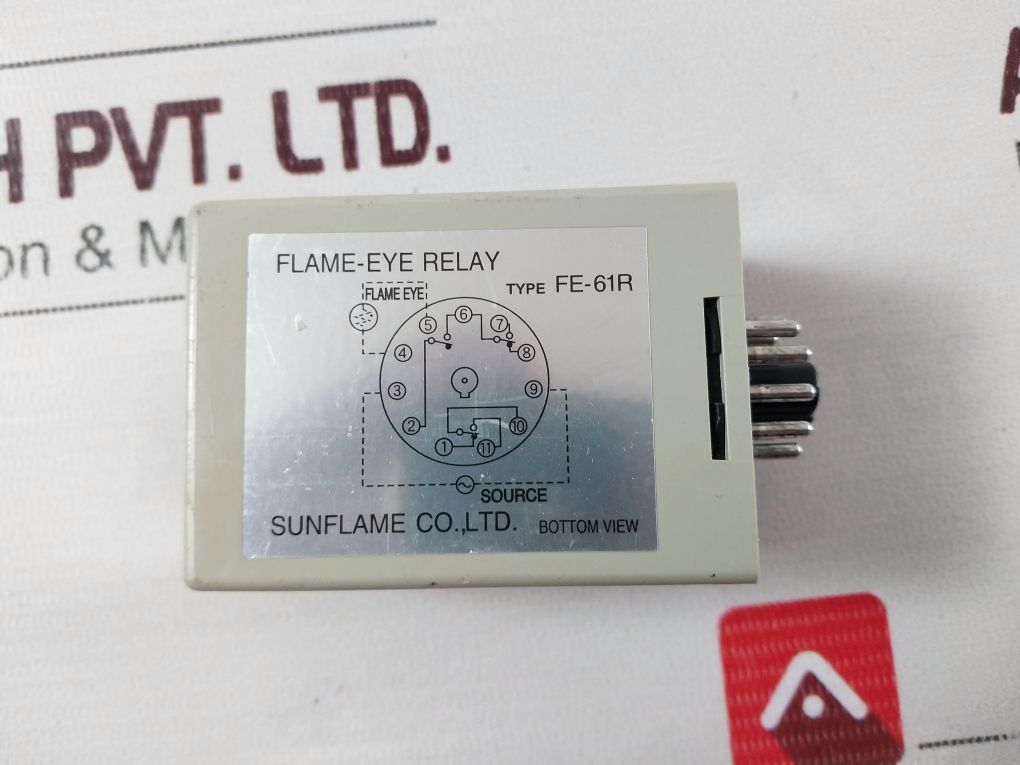 H PVT. LTD.
on & M
FLAME-EYE RELAY
TYPE FE-61R
FLAME EYE
5 6 7
4 8
3 9
2 10
1 11
SOURCE
SUNFLAME CO.,LTD.
BOTTOM VIEW